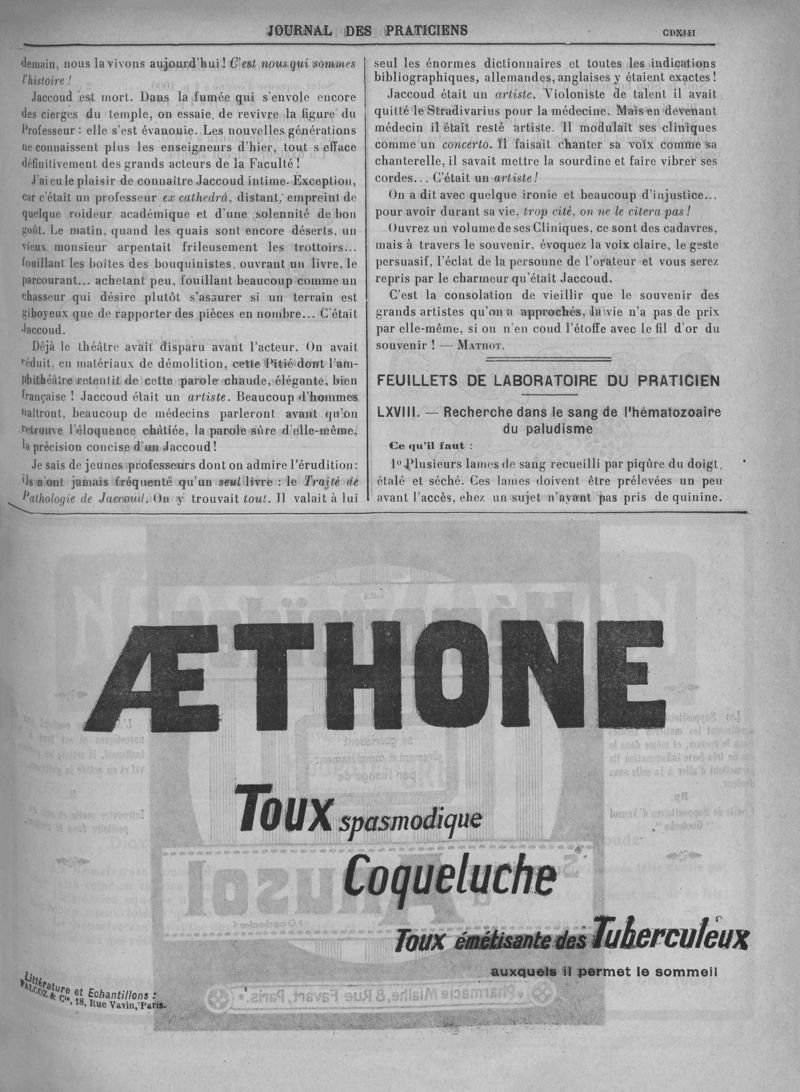 JOURNAL DES PRATICIENS
demain, nous la vivons aujourd'hui ! C'est nous qui sommes
l'histoire !
Jaccoud est mort. Dans la fumée qui s'envole encore
des cierges du temple, on essaie, de revivre la figure du
Professeur : elle s'est évanouie. Les nouvelles générations
ne connaissent plus les enseigneurs d'hier, tout s'efface
définitivement des grands acteurs de la Faculté !
J'ai eu le plaisir de connaître Jaccoud intime. Exception,
car c'était un professeur ex cathedrâ, distant, empreint de
quelque roideur académique et d'une solennité de bon
goût. Le matin, quand les quais sont encore déserts, un
vieux monsieur arpentait frileusement les trottoirs...
fouillant les boîtes des bouquinistes, ouvrant un livre, le
parcourant... achetant peu, fouillant beaucoup comme un
chasseur qui désire plutôt s'assurer si un terrain est
giboyeux que de rapporter des pièces en nombre... C'était
Jaccoud.
Déjà le théâtre avait disparu avant l'acteur. On avait
réduit, en matériaux de démolition, cette Pitié dont l'am-
phithéâtre retentit de cette parole chaude, élégante, bien
française ! Jaccoud était un artiste. Beaucoup d'hommes
naîtront, beaucoup de médecins parleront avant qu'on
retrouve l'éloquence châtiée, la parole sûre d'elle-même,
la précision concise d'un Jaccoud !
Je sais de jeunes professeurs dont on admire l'érudition :
ils n'ont jamais fréquenté qu'un seul livre : le Traité de
Pathologie de Jaccoud. On y trouvait tout. Il valait à lui
seul les énormes dictionnaires et toutes les indications
bibliographiques, allemandes, anglaises y étaient exactes !
Jaccoud était un artiste. Violoniste de talent il avait
quitté le Stradivarius pour la médecine. Mais en devenant
médecin il était resté artiste. Il modulait ses cliniques
comme un concerto. Il faisait chanter sa voix comme sa
chanterelle, il savait mettre la sourdine et faire vibrer ses
cordes... C'était un artiste !
On a dit avec quelque ironie et beaucoup d'injustice...
pour avoir durant sa vie, trop cité, on ne le citera pas !
Ouvrez un volume de ses Cliniques, ce sont des cadavres,
mais à travers le souvenir, évoquez la voix claire, le geste
persuasif, l'éclat de la personne de l'orateur et vous serez
repris par le charmeur qu'était Jaccoud.
C'est la consolation de vieillir que le souvenir des
grands artistes qu'on a approchés, la vie n'a pas de prix
par elle-même, si on n'en coud l'étoffe avec le fil d'or du
souvenir ! — MATHOT.
FEUILLETS DE LABORATOIRE DU PRATICIEN
LXVIII. — Recherche dans le sang de l'hématozoaire
du paludisme
Ce qu'il faut :
1º Plusieurs lames de sang recueilli par piqûre du doigt,
étalé et séché. Ces lames doivent être prélevées un peu
avant l'accès, chez un sujet n'ayant pas pris de quinine.
ÆTHONE
Toux spasmodique
Coqueluche
Toux émétisante des Tuberculeux
auxquels il permet le sommeil
Littérature et Echantillons :
FALCOZ & Cie, 18, Rue Vavin, Paris.